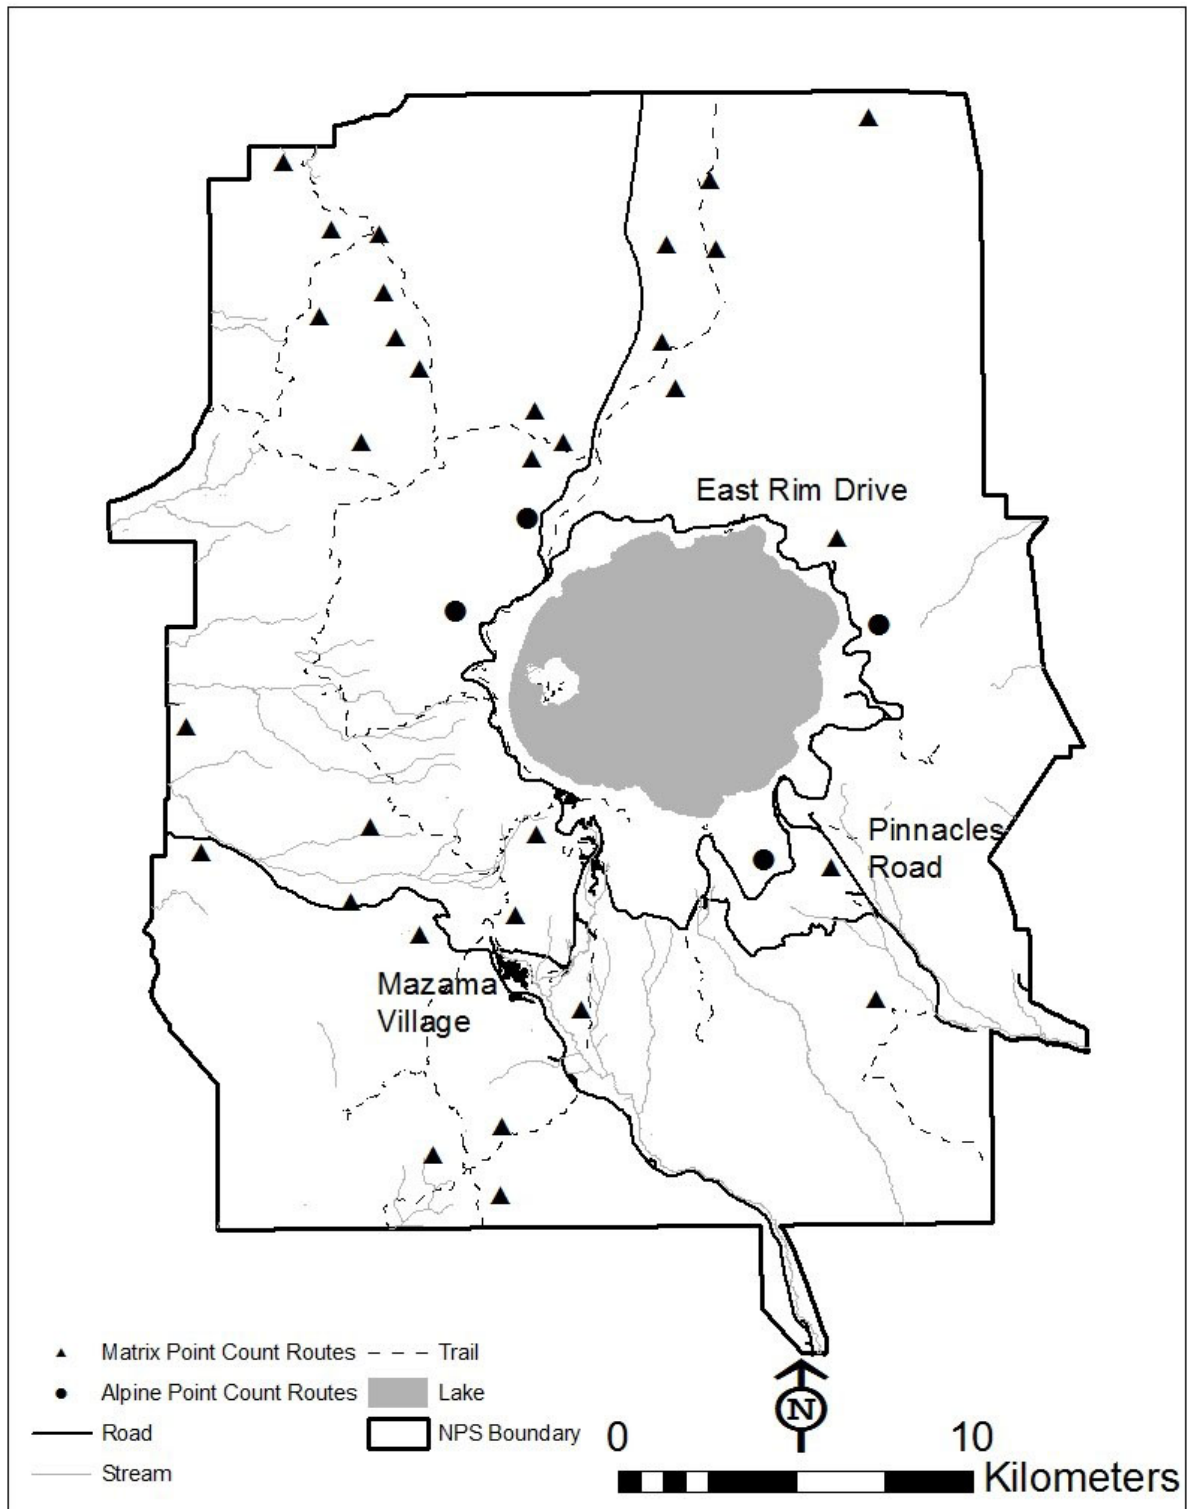 East Rim Drive
Pinnacles
Road
Mazama
Village
Matrix Point Count Routes
Trail
Alpine Point Count Routes
Lake
Road
NPS Boundary
Stream
N
0 10
Kilometers